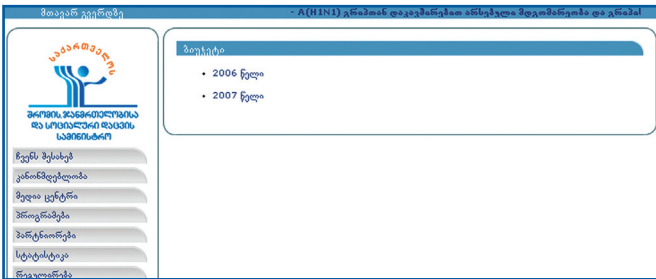 მთავარ გვერდზე
- A(H1N1) გრიპთან დაკავშირებით არსებული მდგომარეობა და გრიპი
საქართველოს
შრომის, ჯანმრთელობისა
და სოციალური დაცვის
სამინისტრო
ბიუჯეტი
• 2006 წელი
• 2007 წელი
ჩვენს შესახებ
კანონმდებლობა
მედია ცენტრი
პროგრამები
პარტნიორები
სტატისტიკა
რეგულირება